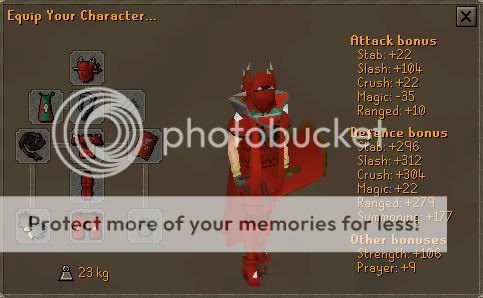 Equip Your Character...
Attack bonus
Stab: +22
Slash: +104
Crush: +22
Magic: -35
Ranged: +10
Defence bonus
Stab: +296
Slash: +312
Crush: +304
Magic: +22
Ranged: +279
Summoning: +177
Other bonuses
Strength: +106
Prayer: +9
23 kg
photobucket
Protect more of your memories for less!